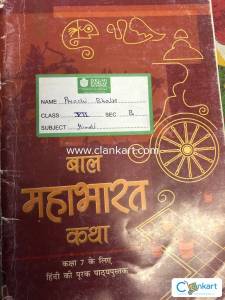 NAME Prachi Bhalse
CLASS VII SEC B
SUBJECT Hindi
www.clankart.com
बाल
महाभारत
कथा
कक्षा 7 के लिए
हिंदी की पूरक पाठ्यपुस्तक
Clankart